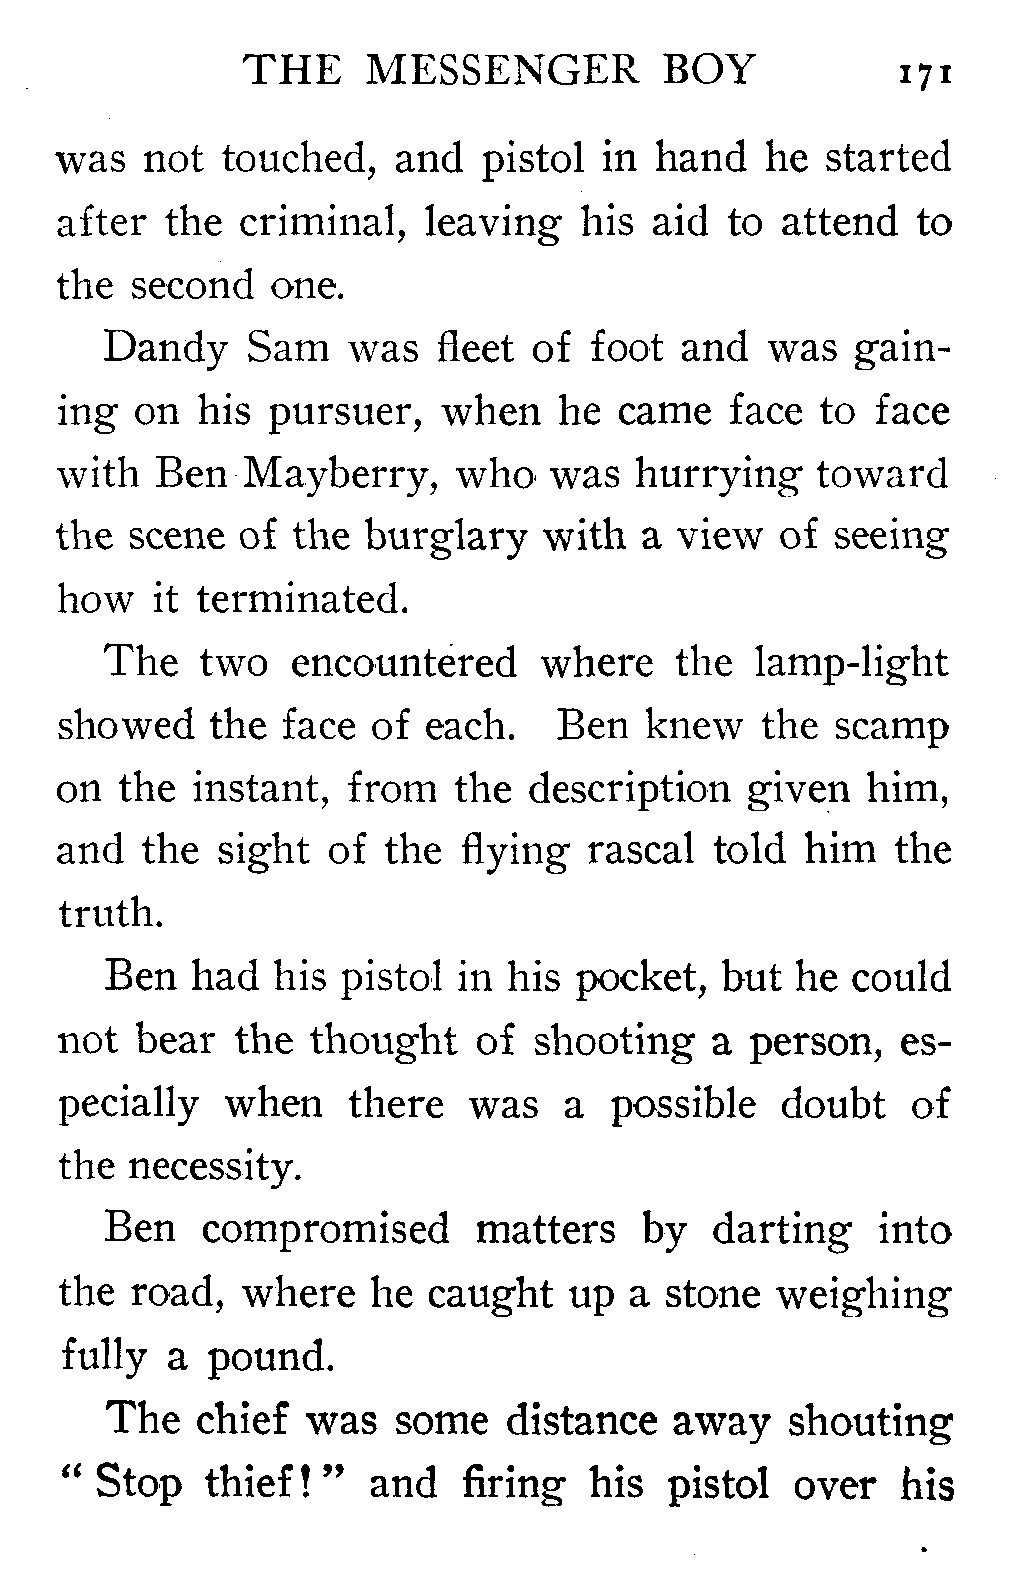 THE MESSENGER BOY 171
was not touched, and pistol in hand he started
after the criminal, leaving his aid to attend to
the second one.
Dandy Sam was fleet of foot and was gain-
ing on his pursuer, when he came face to face
with Ben Mayberry, who was hurrying toward
the scene of the burglary with a view of seeing
how it terminated.
The two encountered where the lamp-light
showed the face of each. Ben knew the scamp
on the instant, from the description given him,
and the sight of the flying rascal told him the
truth.
Ben had his pistol in his pocket, but he could
not bear the thought of shooting a person, es-
pecially when there was a possible doubt of
the necessity.
Ben compromised matters by darting into
the road, where he caught up a stone weighing
fully a pound.
The chief was some distance away shouting
“ Stop thief! ” and firing his pistol over his